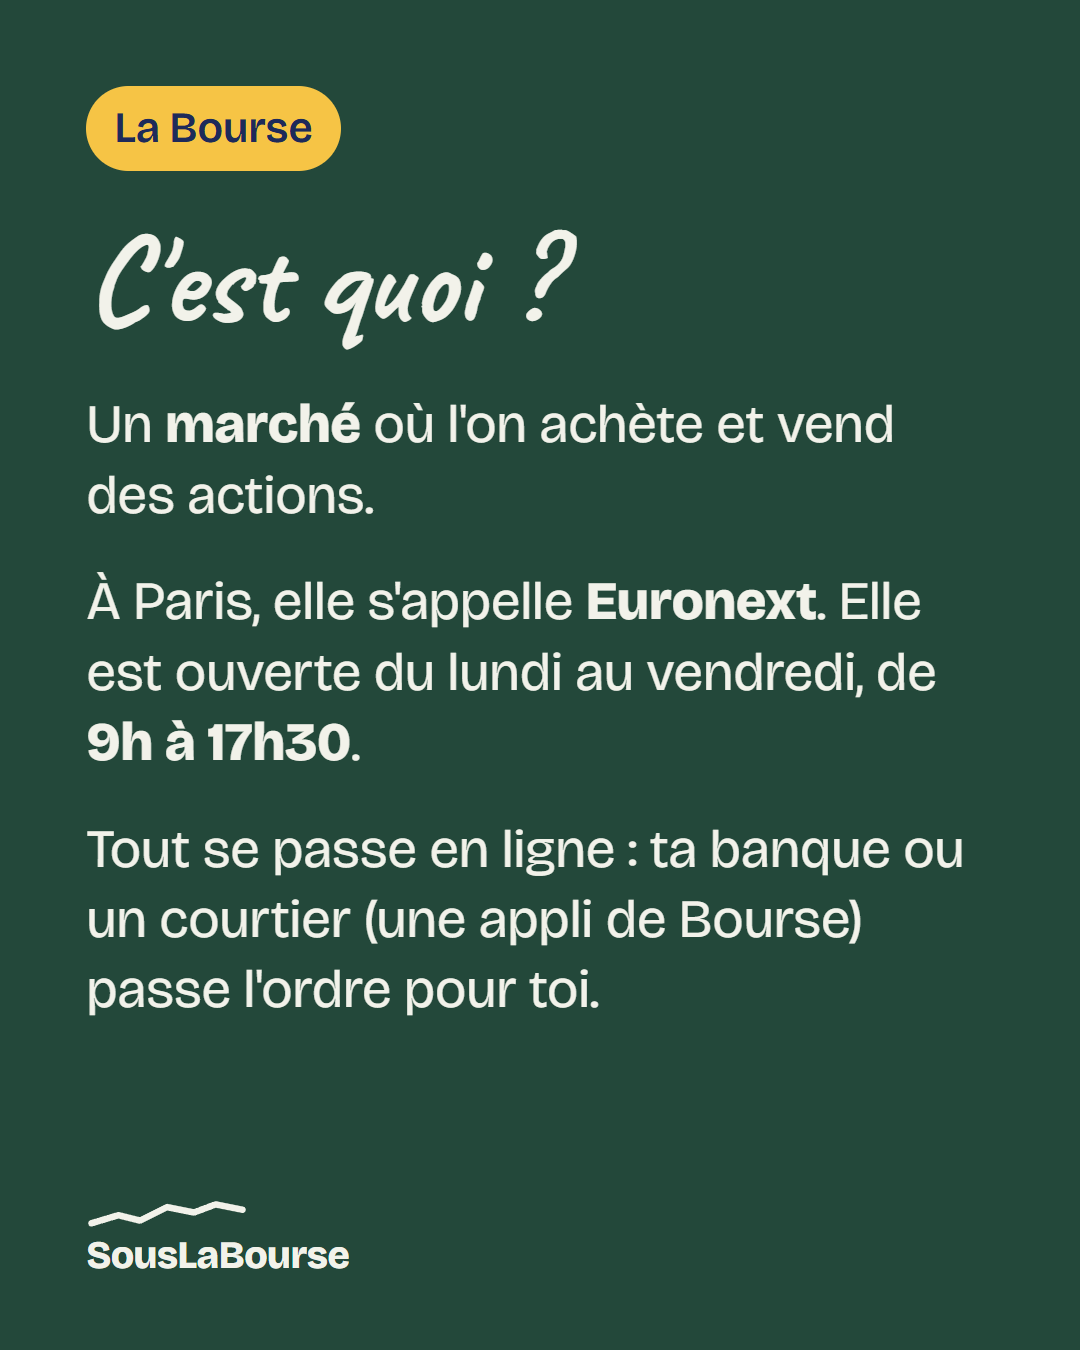 La Bourse
C'est quoi ?
Un marché où l'on achète et vend
des actions.
À Paris, elle s'appelle Euronext. Elle
est ouverte du lundi au vendredi, de
9h à 17h30.
Tout se passe en ligne : ta banque ou
un courtier (une appli de Bourse)
passe l'ordre pour toi.
SousLaBourse